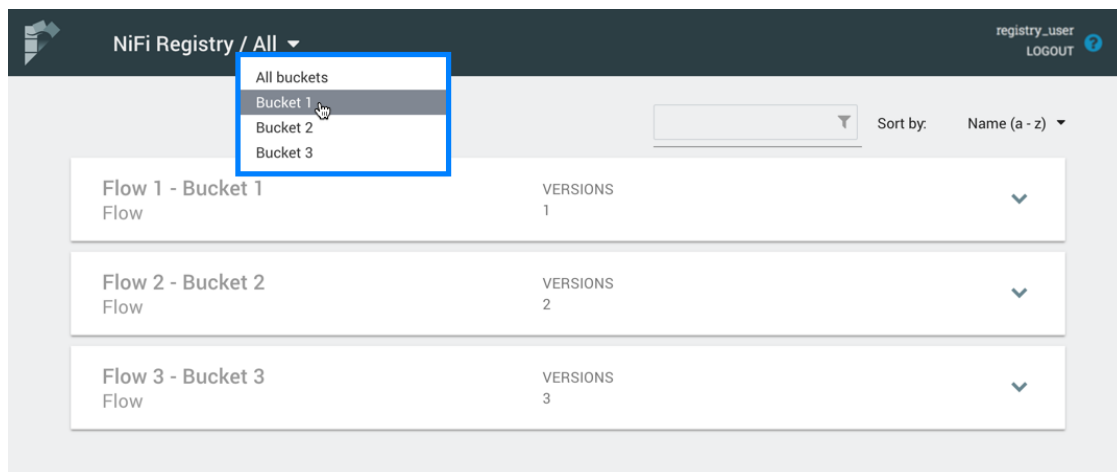 NiFi Registry / All
registry_user
LOGOUT
All buckets
Bucket 1
Bucket 2
Bucket 3
Sort by: Name (a - z)
Flow 1 - Bucket 1
Flow
VERSIONS
1
Flow 2 - Bucket 2
Flow
VERSIONS
2
Flow 3 - Bucket 3
Flow
VERSIONS
3